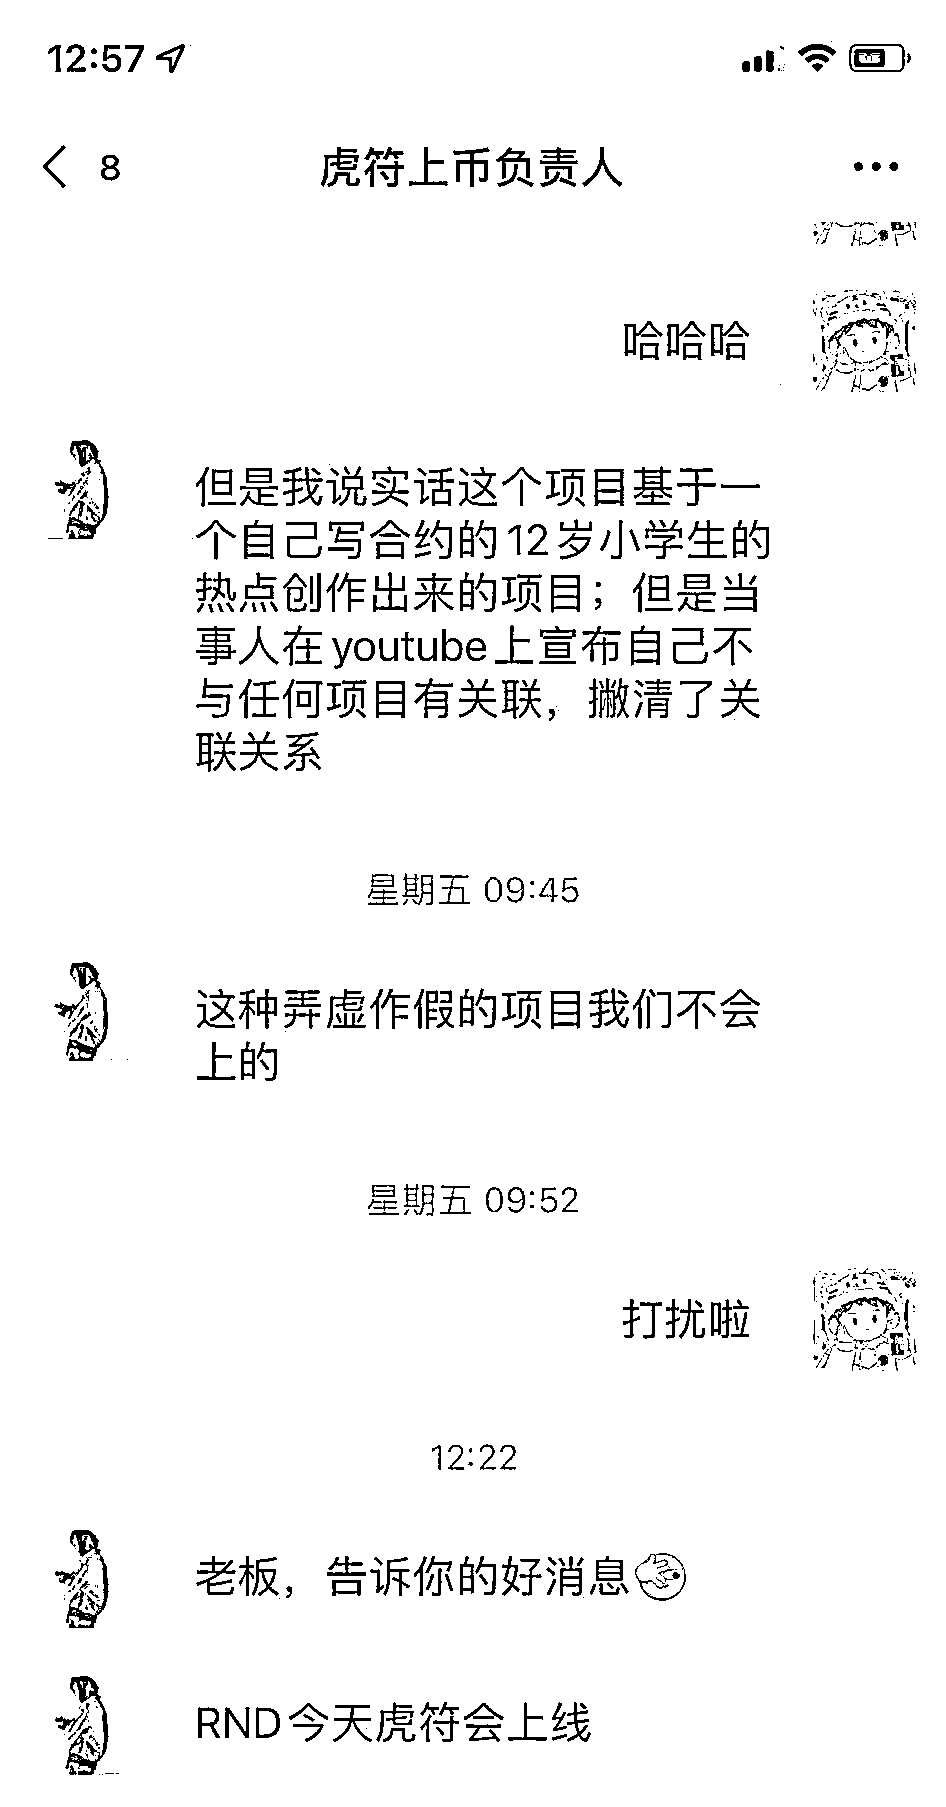 12:57
8 虎符上币负责人
哈哈哈
但是我说实话这个项目基于一
个自己写合约的12岁小学生的
热点创作出来的项目；但是当
事人在youtube上宣布自己不
与任何项目有关联，撇清了关
联关系
星期五 09:45
这种弄虚作假的项目我们不会
上的
星期五 09:52
打扰啦
12:22
老板，告诉你的好消息
RND今天虎符会上线